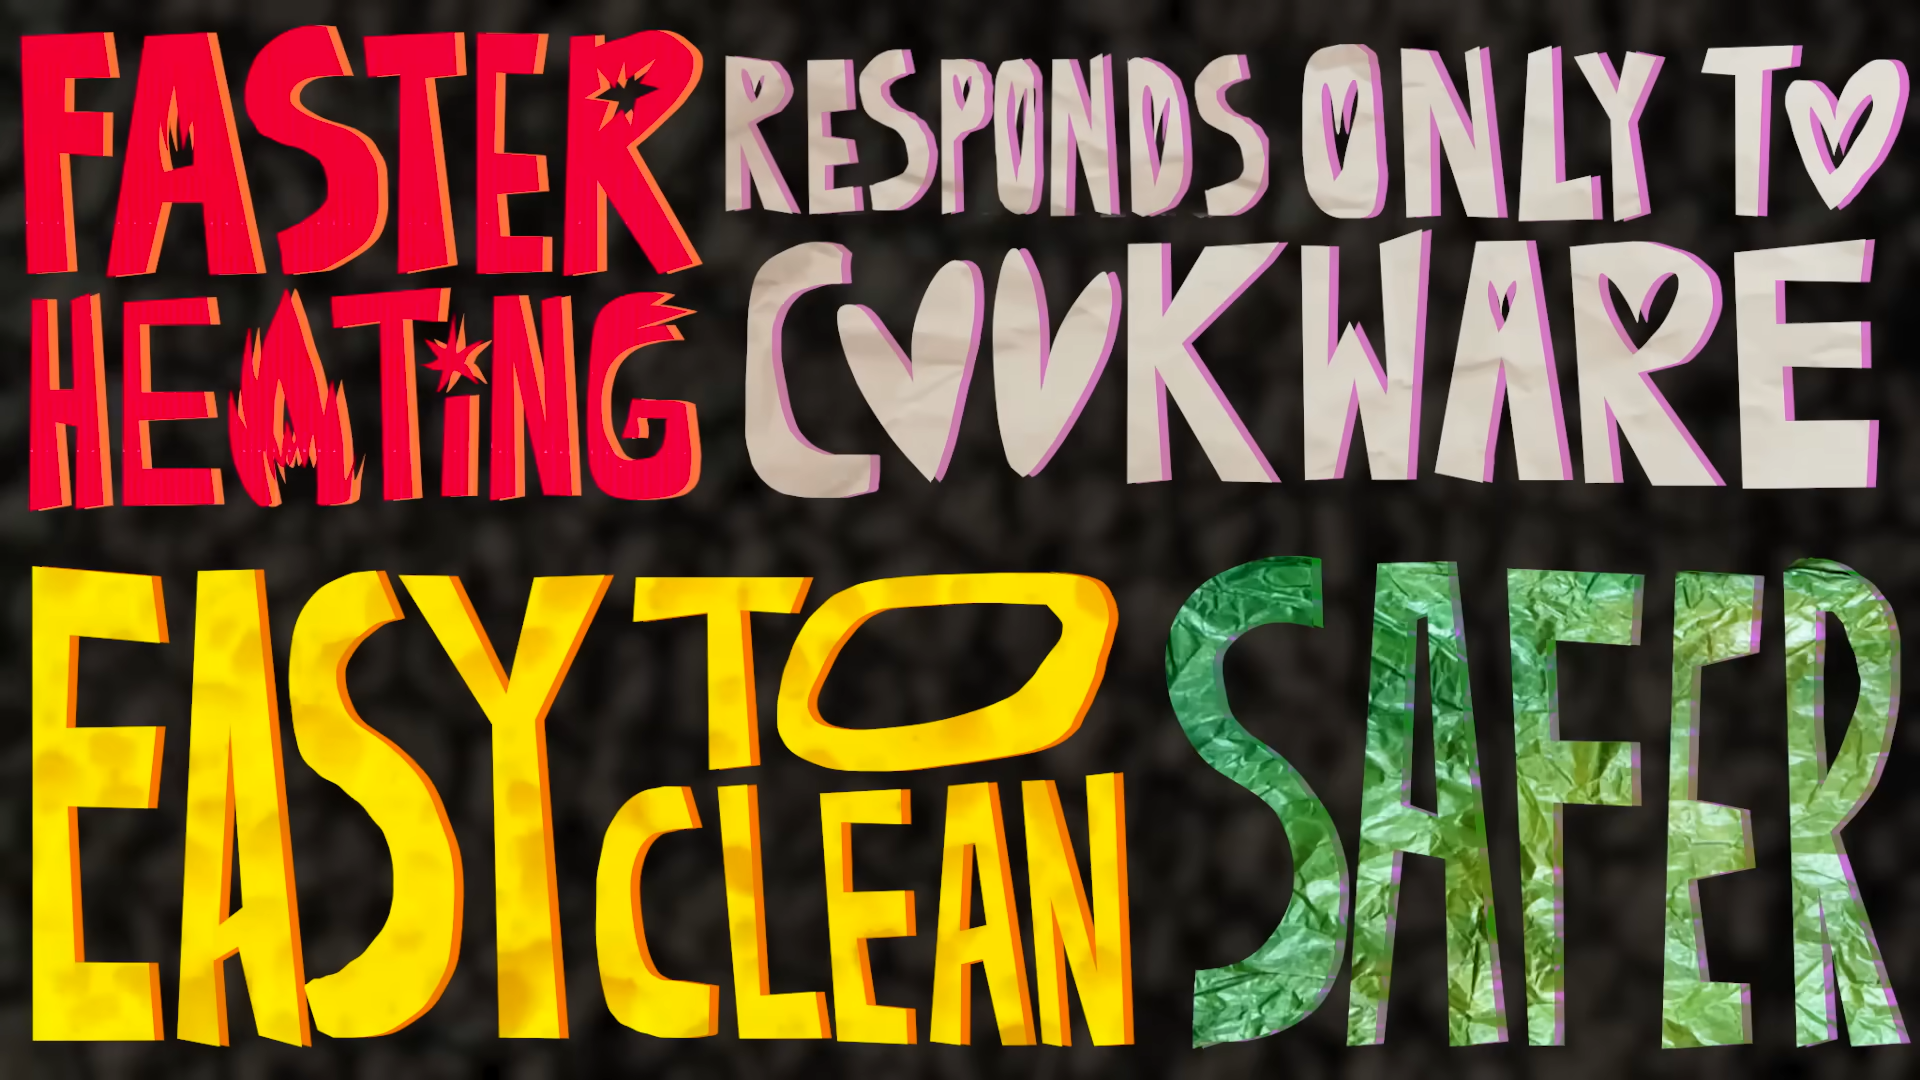 FASTER
HEATiNG
RESPONDS ONLY TO
COOKWARE
EASY TO
CLEAN
SAFER